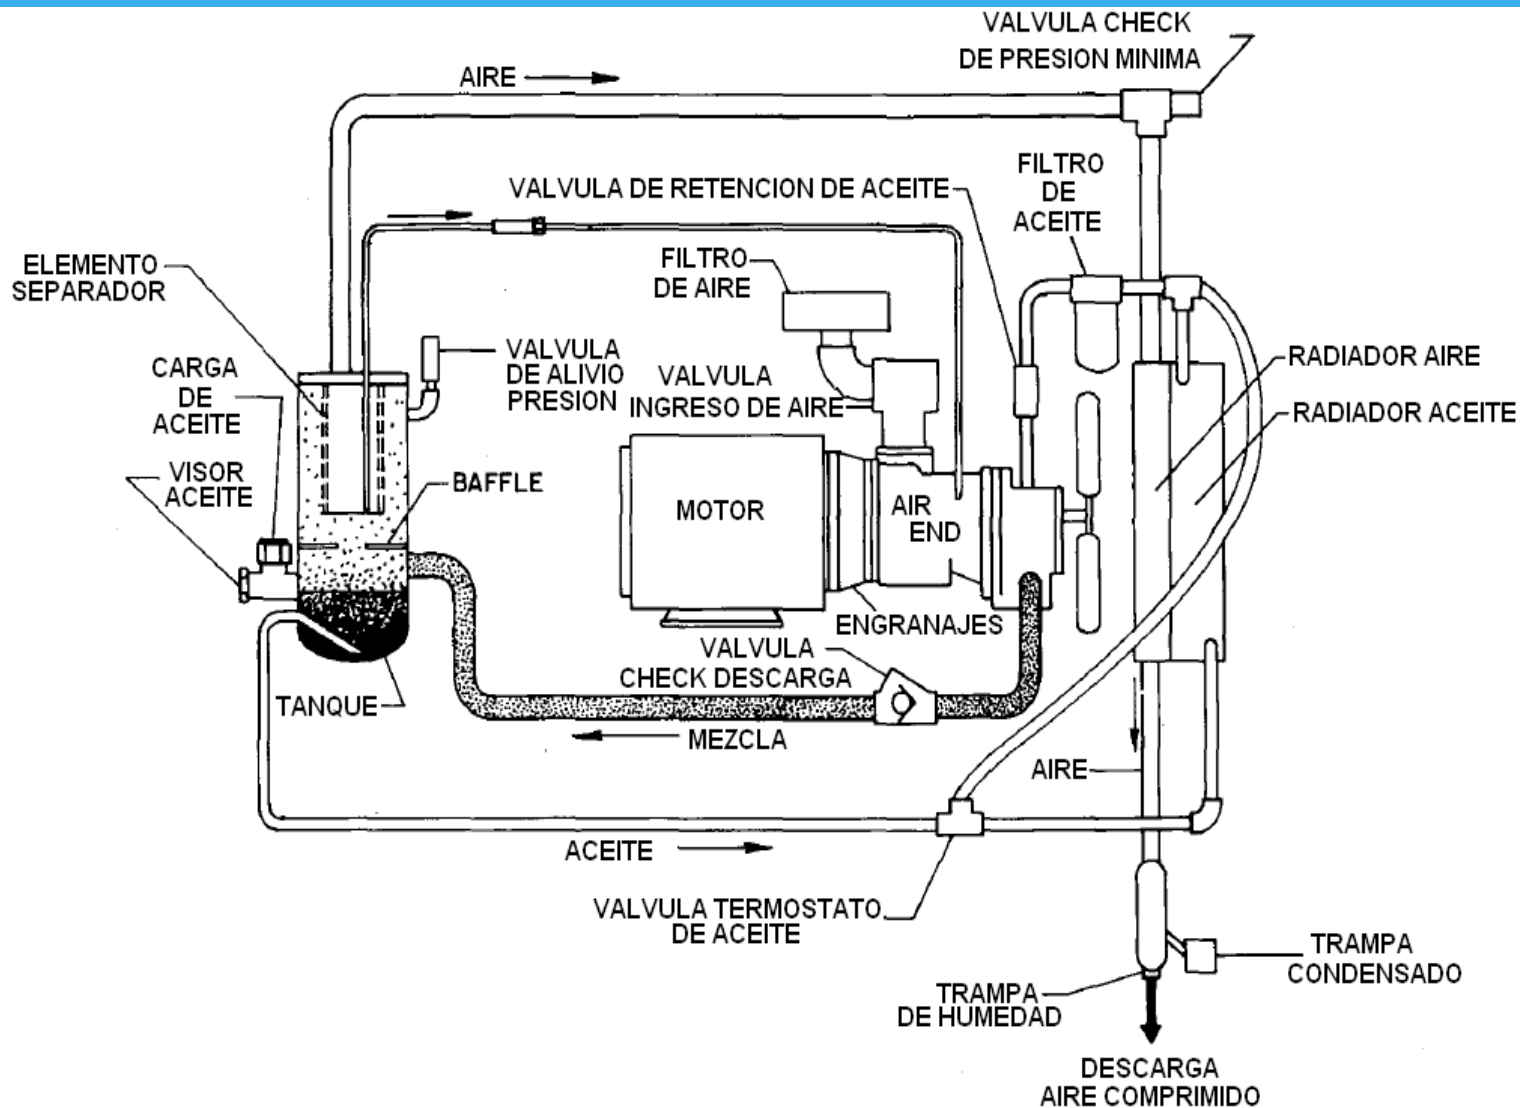 VALVULA CHECK
DE PRESION MINIMA
AIRE
VALVULA DE RETENCION DE ACEITE
FILTRO
DE
ACEITE
ELEMENTO
SEPARADOR
FILTRO
DE AIRE
CARGA
DE
ACEITE
VALVULA
DE ALIVIO
PRESION
VALVULA
INGRESO DE AIRE
RADIADOR AIRE
RADIADOR ACEITE
VISOR
ACEITE
BAFFLE
MOTOR
AIR
END
ENGRANAJES
VALVULA
CHECK DESCARGA
TANQUE
MEZCLA
AIRE
ACEITE
VALVULA TERMOSTATO
DE ACEITE
TRAMPA
CONDENSADO
TRAMPA
DE HUMEDAD
DESCARGA
AIRE COMPRIMIDO